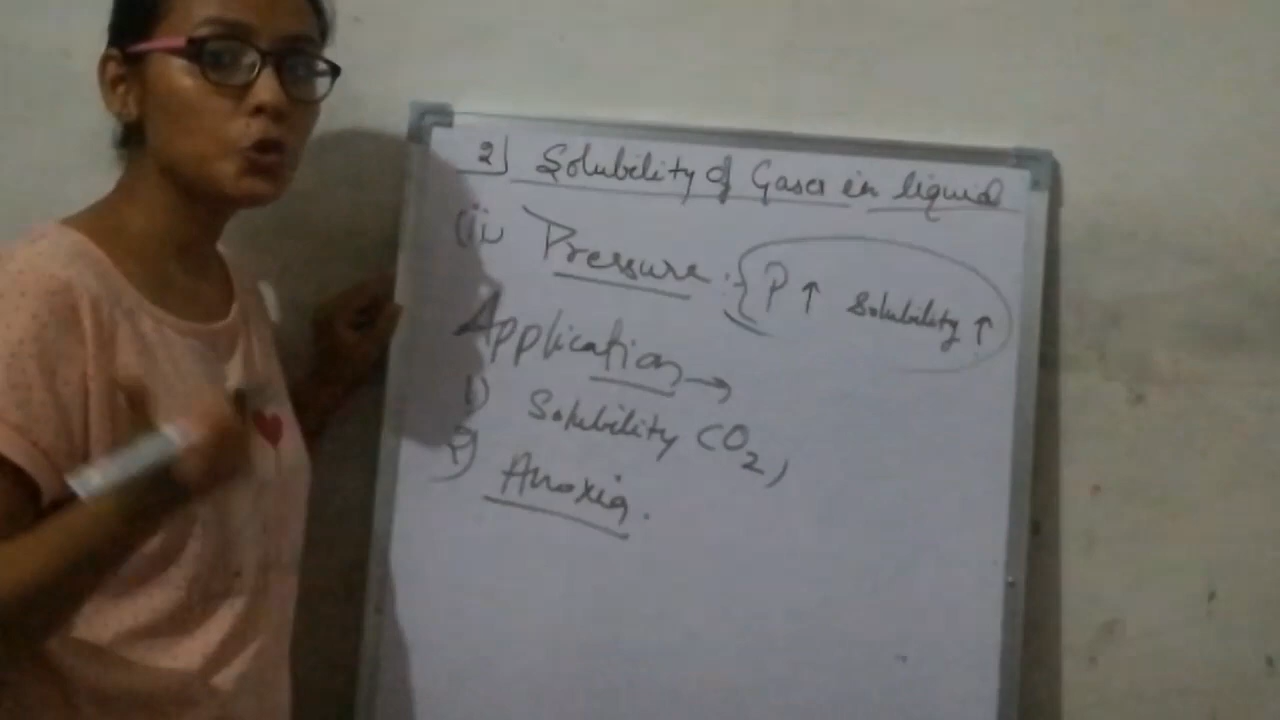 2) Solubility of Gases in liquid
(ii) Pressure : { P ↑ Solubility ↑
Application →
1) Solubility CO2,
2) Anoxia.